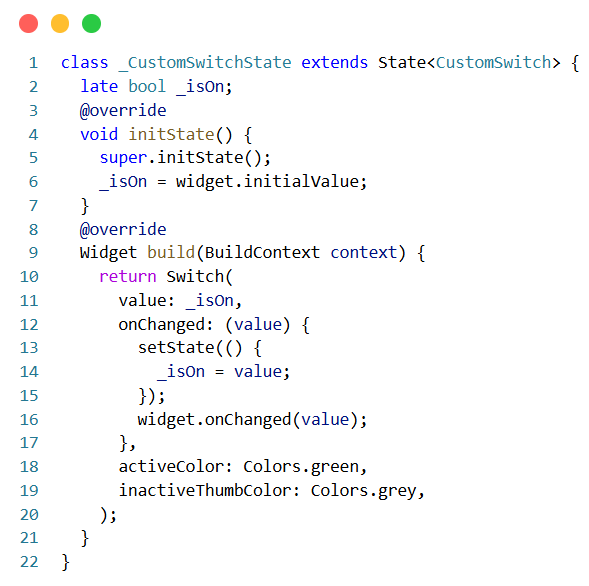 1 class _CustomSwitchState extends State<CustomSwitch> {
2   late bool _isOn;
3   @override
4   void initState() {
5     super.initState();
6     _isOn = widget.initialValue;
7   }
8   @override
9   Widget build(BuildContext context) {
10     return Switch(
11       value: _isOn,
12       onChanged: (value) {
13         setState(() {
14           _isOn = value;
15         });
16         widget.onChanged(value);
17       },
18       activeColor: Colors.green,
19       inactiveThumbColor: Colors.grey,
20     );
21   }
22 }